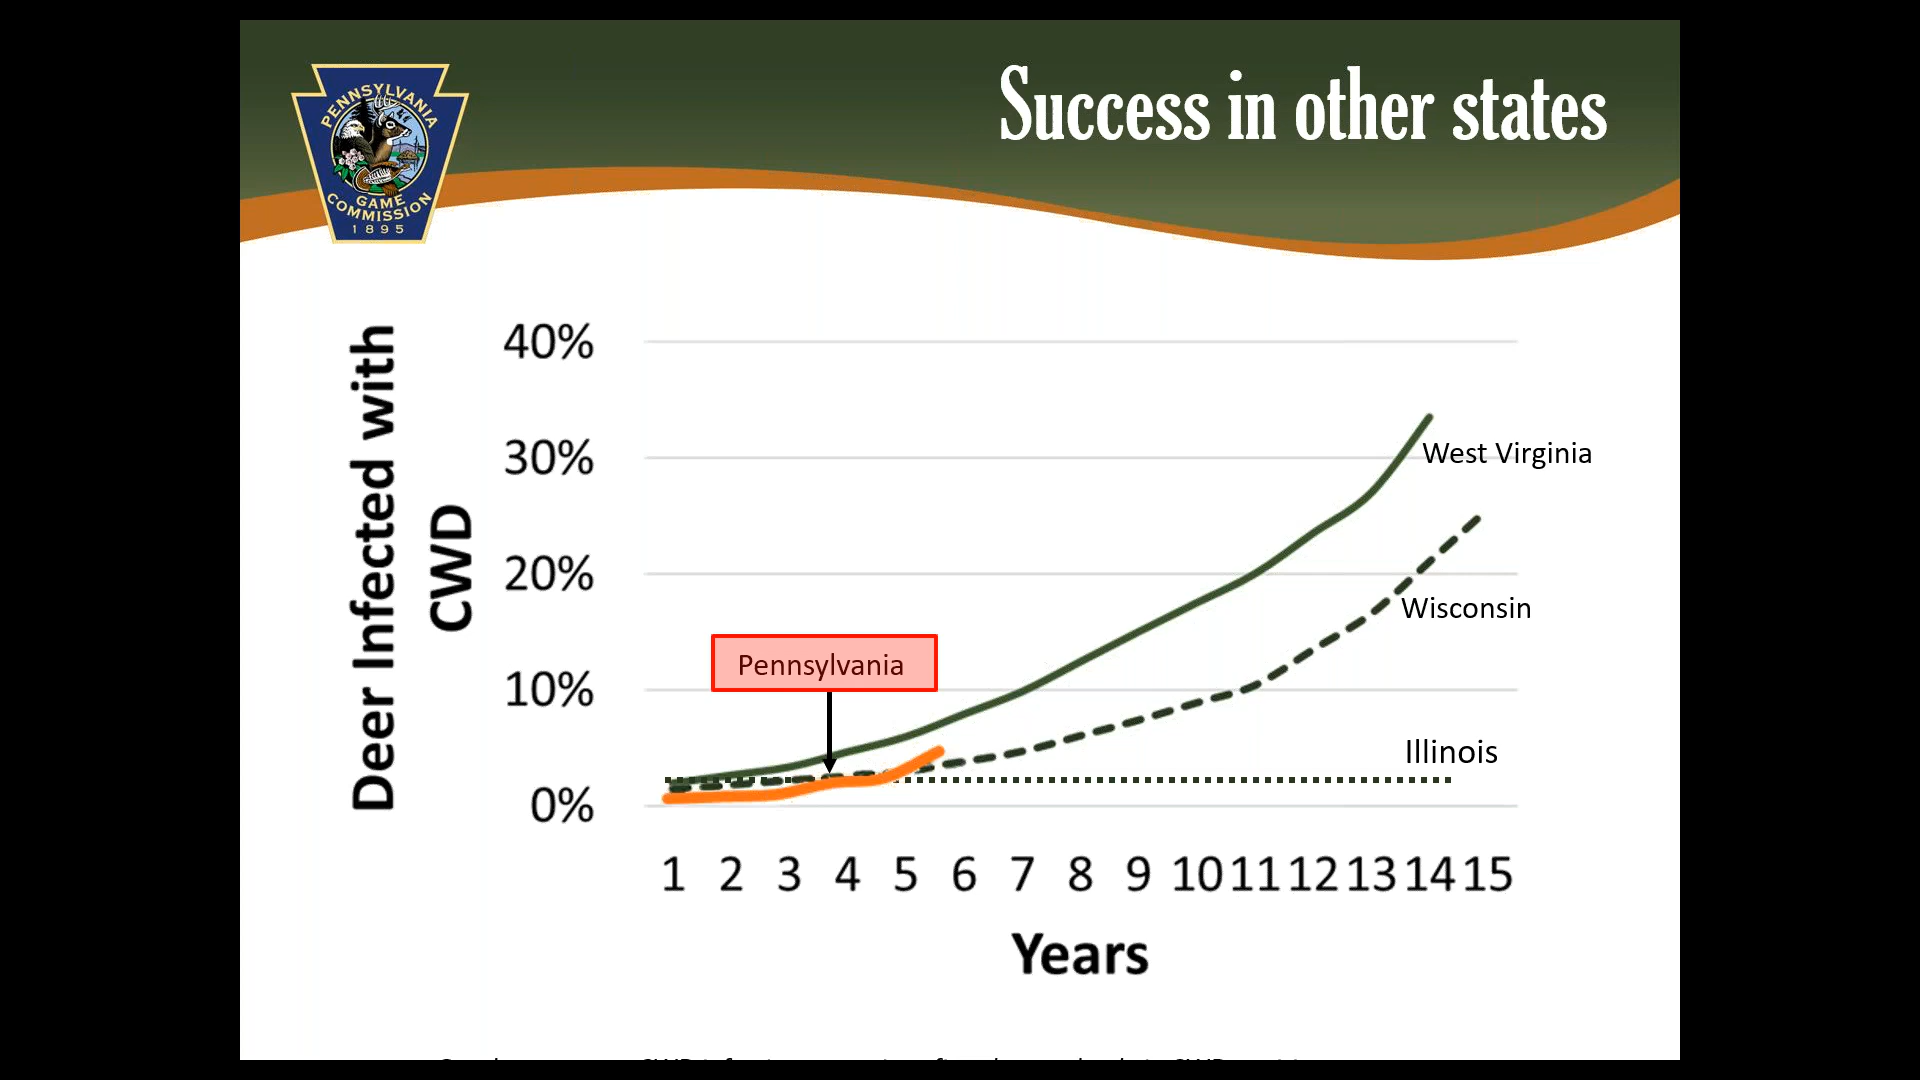 Success in other states
PENNSYLVANIA
GAME
COMMISSION
1895
Deer Infected with
CWD
40%
30%
20%
10%
0%
West Virginia
Wisconsin
Pennsylvania
Illinois
1 2 3 4 5 6 7 8 9 10 11 12 13 14 15
Years